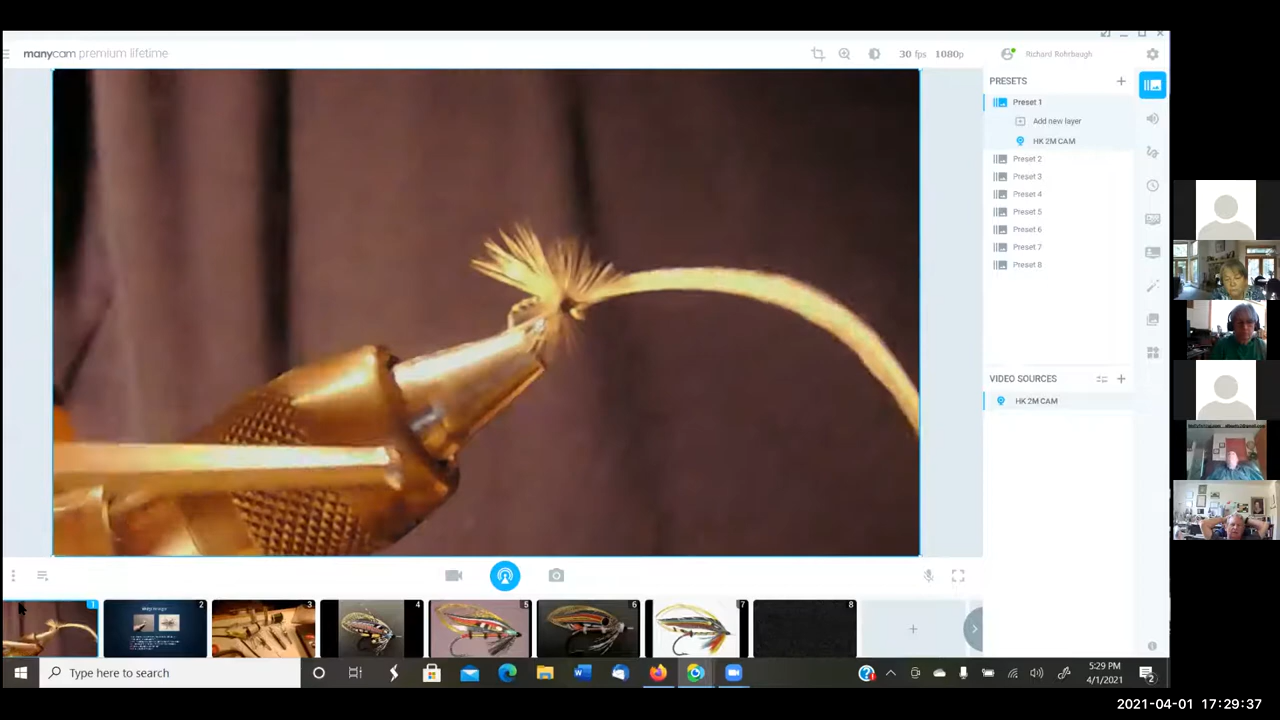 manycam premium lifetime
30 fps 1080p
Richard Rohrbaugh
PRESETS
Preset 1
Add new layer
HK 2M CAM
Preset 2
Preset 3
Preset 4
Preset 5
Preset 6
Preset 7
Preset 8
VIDEO SOURCES
HK 2M CAM
1
2
3
4
5
6
7
8
Type here to search
5:29 PM
4/1/2021
2
2021-04-01 17:29:37